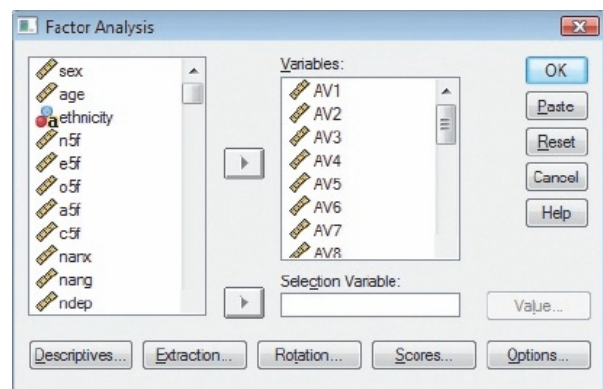 Factor Analysis
sex
age
ethnicity
n5f
e5f
o5f
a5f
c5f
nanx
nang
ndep
Variables:
AV1
AV2
AV3
AV4
AV5
AV6
AV7
AV8
Selection Variable:
OK
Paste
Reset
Cancel
Help
Value...
Descriptives...
Extraction...
Rotation...
Scores...
Options...